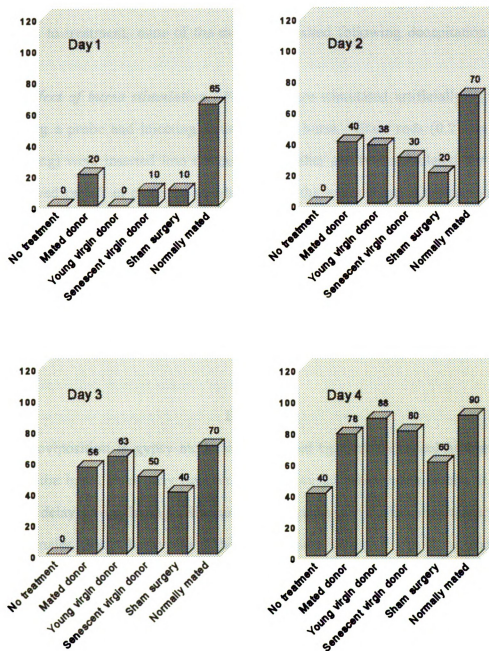 Day 1
120
100
80
60
40
20
0
0
20
0
10
10
65
No treatment
Mated donor
Young virgin donor
Senescent virgin donor
Sham surgery
Normally mated
Day 2
120
100
80
60
40
20
0
0
40
38
30
20
70
No treatment
Mated donor
Young virgin donor
Senescent virgin donor
Sham surgery
Normally mated
Day 3
120
100
80
60
40
20
0
0
56
63
50
40
70
No treatment
Mated donor
Young virgin donor
Senescent virgin donor
Sham surgery
Normally mated
Day 4
120
100
80
60
40
20
0
40
78
88
80
60
90
No treatment
Mated donor
Young virgin donor
Senescent virgin donor
Sham surgery
Normally mated